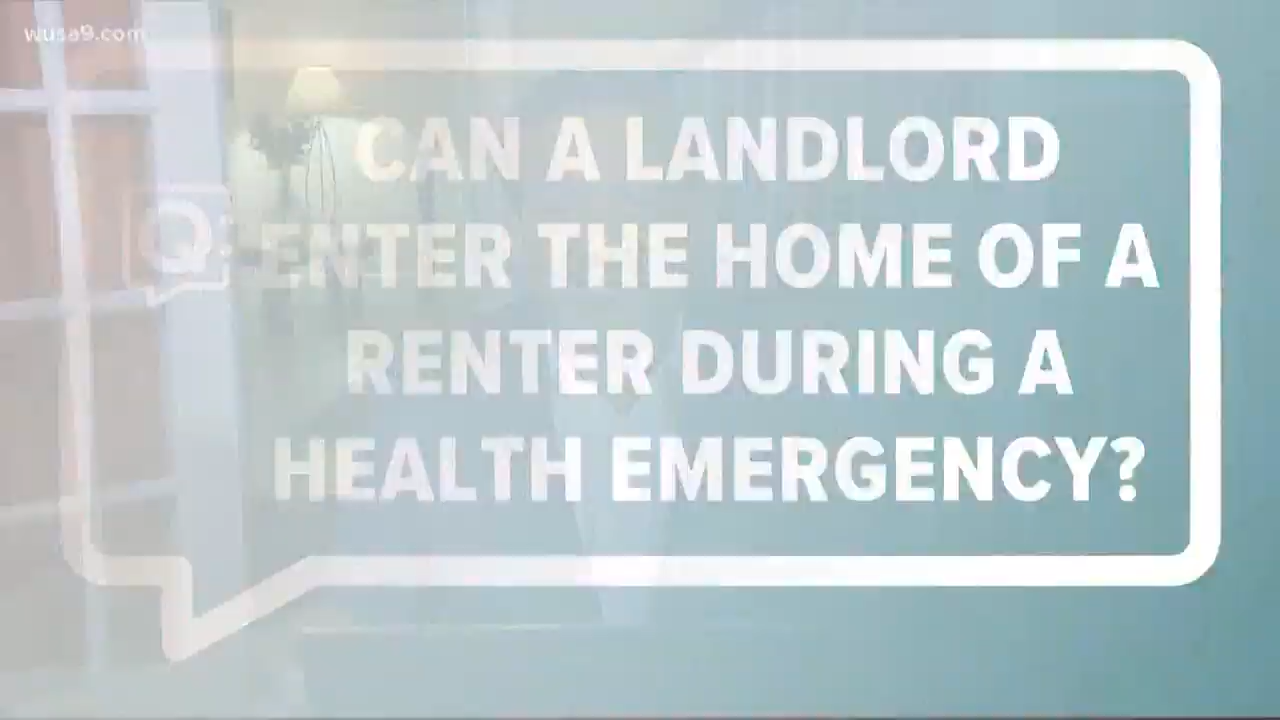 wusa9.com
CAN A LANDLORD
Q:
ENTER THE HOME OF A
RENTER DURING A
HEALTH EMERGENCY?